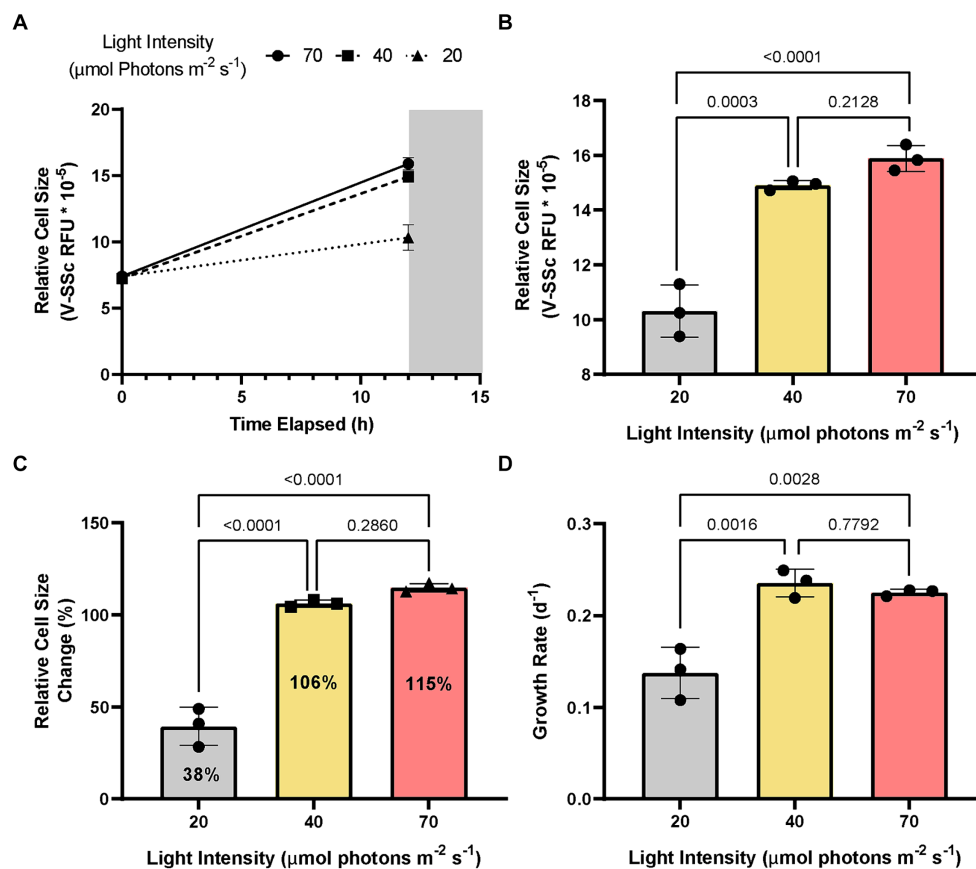 A
Light Intensity
(μmol Photons m-2 s-1)
70
40
20
Relative Cell Size
(V-SSc RFU * 10-5)
20
15
10
5
0
0
5
10
15
Time Elapsed (h)
B
<0.0001
0.0003
0.2128
Relative Cell Size
(V-SSc RFU * 10-5)
18
16
14
12
10
8
20
40
70
Light Intensity (μmol photons m-2 s-1)
C
<0.0001
<0.0001
0.2860
Relative Cell Size
Change (%)
150
100
50
0
38%
106%
115%
20
40
70
Light Intensity (μmol photons m-2 s-1)
D
0.0028
0.0016
0.7792
Growth Rate (d-1)
0.3
0.2
0.1
0.0
20
40
70
Light Intensity (μmol photons m-2 s-1)